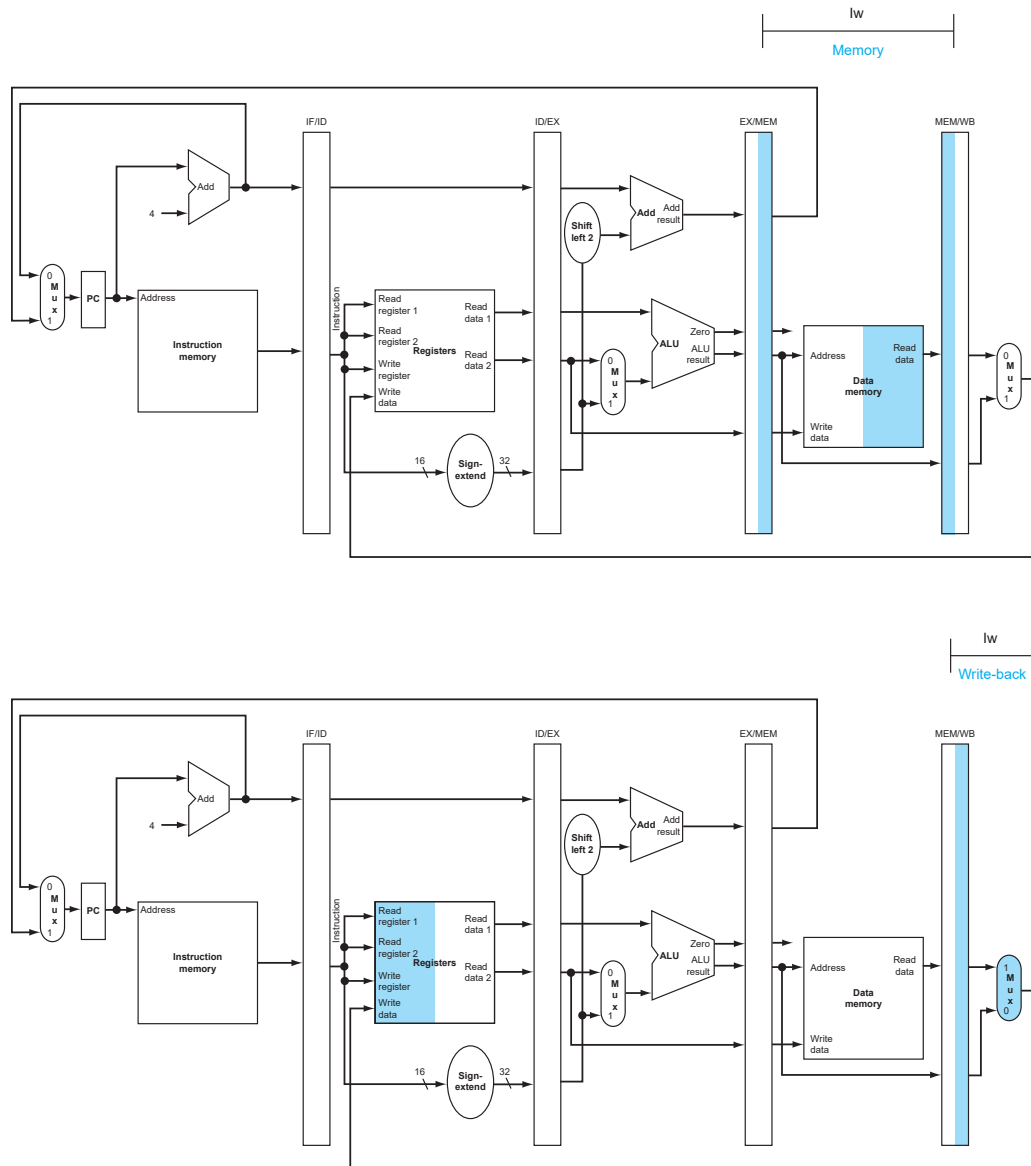 lw
Memory
IF/ID
ID/EX
EX/MEM
MEM/WB
Add
4
Shift
left 2
Add
Add
result
0
M
u
x
1
PC
Address
Instruction
memory
Instruction
Read
register 1
Read
register 2
Write
register
Write
data
Registers
Read
data 1
Read
data 2
0
M
u
x
1
ALU
Zero
ALU
result
Address
Write
data
Data
memory
Read
data
0
M
u
x
1
16
Sign-
extend
32
lw
Write-back
IF/ID
ID/EX
EX/MEM
MEM/WB
Add
4
Shift
left 2
Add
Add
result
0
M
u
x
1
PC
Address
Instruction
memory
Instruction
Read
register 1
Read
register 2
Write
register
Write
data
Registers
Read
data 1
Read
data 2
0
M
u
x
1
ALU
Zero
ALU
result
Address
Write
data
Data
memory
Read
data
1
M
u
x
0
16
Sign-
extend
32